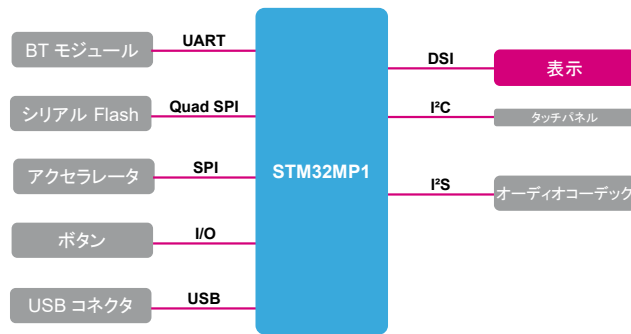 BT モジュール
UART
シリアル Flash
Quad SPI
アクセラレータ
SPI
ボタン
I/O
USB コネクタ
USB
STM32MP1
DSI
表示
I²C
タッチパネル
I²S
オーディオコーデック